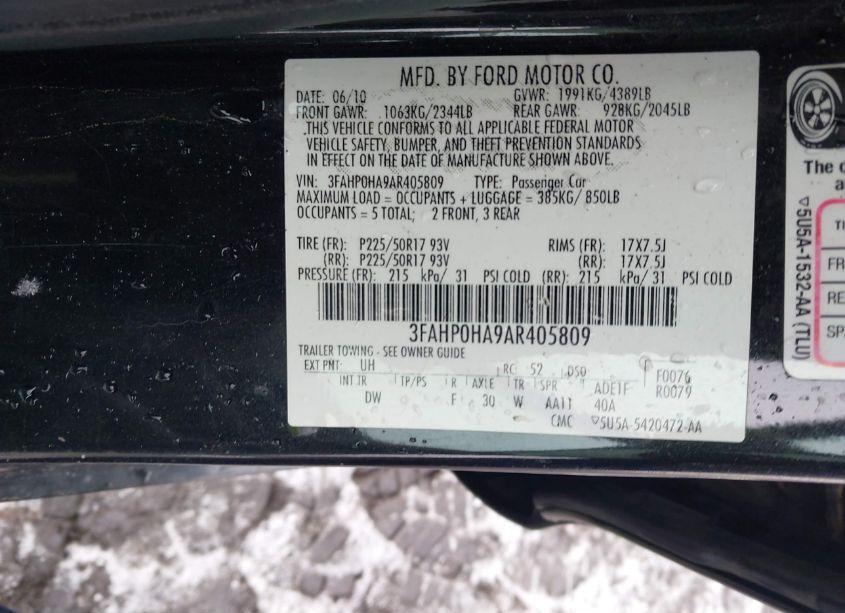 MFD. BY FORD MOTOR CO.
DATE: 06/10 GVWR: 1991KG/4389LB
FRONT GAWR: 1063KG/2344LB REAR GAWR: 928KG/2045LB
THIS VEHICLE CONFORMS TO ALL APPLICABLE FEDERAL MOTOR
VEHICLE SAFETY, BUMPER, AND THEFT PREVENTION STANDARDS
IN EFFECT ON THE DATE OF MANUFACTURE SHOWN ABOVE.
VIN: 3FAHP0HA9AR405809 TYPE: Passenger Car
MAXIMUM LOAD = OCCUPANTS + LUGGAGE = 385KG/ 850LB
OCCUPANTS = 5 TOTAL; 2 FRONT, 3 REAR
TIRE (FR): P225/50R17 93V RIMS (FR): 17X7.5J
(RR): P225/50R17 93V (RR): 17X7.5J
PRESSURE (FR): 215 kPa/ 31 PSI COLD (RR): 215 kPa/ 31 PSI COLD
3FAHP0HA9AR405809
TRAILER TOWING - SEE OWNER GUIDE
EXT PNT: UH RC: 52 DSO: F0076
INT TR TP/PS R AXLE TR SPR ADE1F R0079
DW F 30 W AA11 40A
CMC ▽5U5A-5420472-AA
The
▽5U5A-1532-AA (TLU)
FR
RE
SP